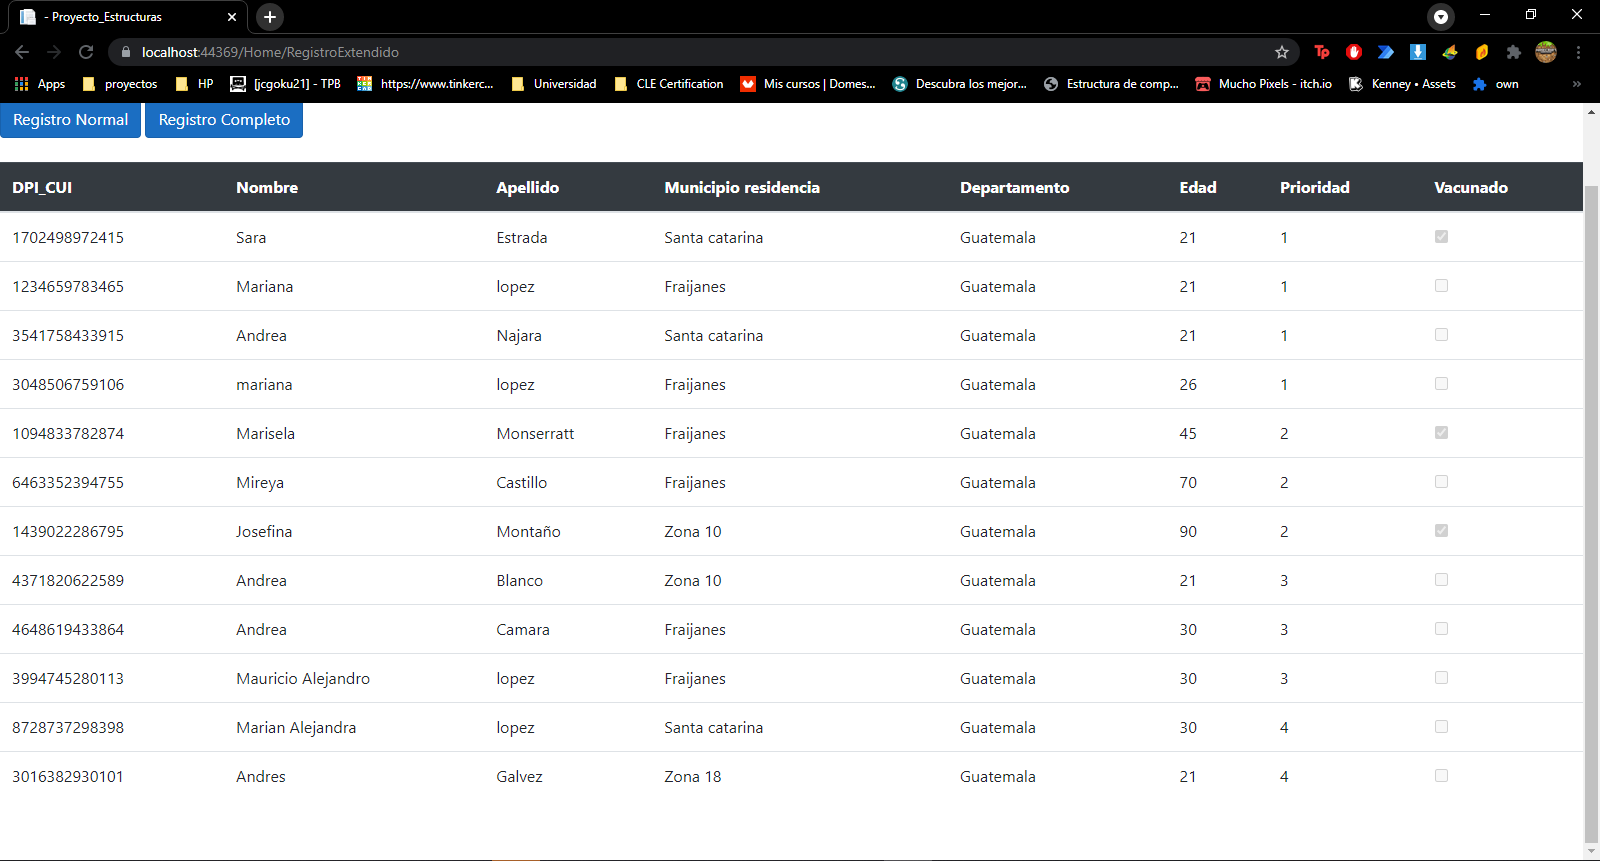 - Proyecto_Estructuras
localhost:44369/Home/RegistroExtendido
Apps proyectos HP [jcgoku21] - TPB https://www.tinkerc... Universidad CLE Certification Mis cursos | Domes... Descubra los mejor... Estructura de comp... Mucho Pixels - itch.io Kenney • Assets own »
Registro Normal Registro Completo
DPI_CUI Nombre Apellido Municipio residencia Departamento Edad Prioridad Vacunado
1702498972415 Sara Estrada Santa catarina Guatemala 21 1
1234659783465 Mariana lopez Fraijanes Guatemala 21 1
3541758433915 Andrea Najara Santa catarina Guatemala 21 1
3048506759106 mariana lopez Fraijanes Guatemala 26 1
1094833782874 Marisela Monserratt Fraijanes Guatemala 45 2
6463352394755 Mireya Castillo Fraijanes Guatemala 70 2
1439022286795 Josefina Montaño Zona 10 Guatemala 90 2
4371820622589 Andrea Blanco Zona 10 Guatemala 21 3
4648619433864 Andrea Camara Fraijanes Guatemala 30 3
3994745280113 Mauricio Alejandro lopez Fraijanes Guatemala 30 3
8728737298398 Marian Alejandra lopez Santa catarina Guatemala 30 4
3016382930101 Andres Galvez Zona 18 Guatemala 21 4